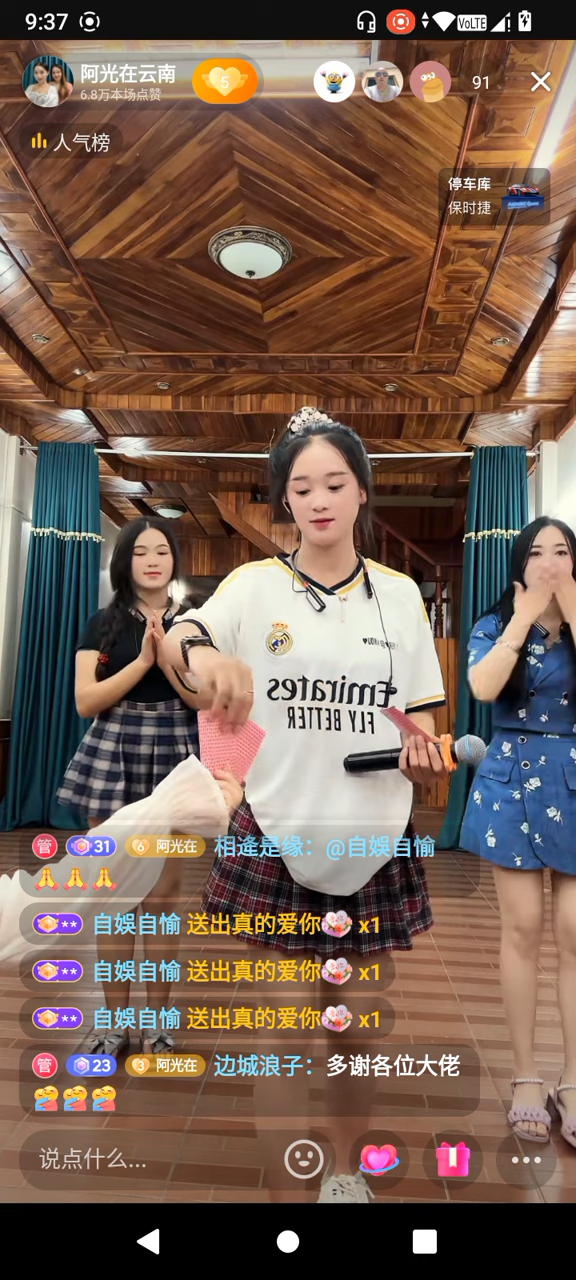 9:37
VoLTE
阿光在云南
6.8万本场点赞
5
91
人气榜
停车库
保时捷
Emirates
FLY BETTER
管 31 6 阿光在 相逢是缘：@自娱自愉
🙏🙏🙏
** 自娱自愉 送出真的爱你 x1
** 自娱自愉 送出真的爱你 x1
** 自娱自愉 送出真的爱你 x1
管 23 3 阿光在 边城浪子：多谢各位大佬
说点什么...